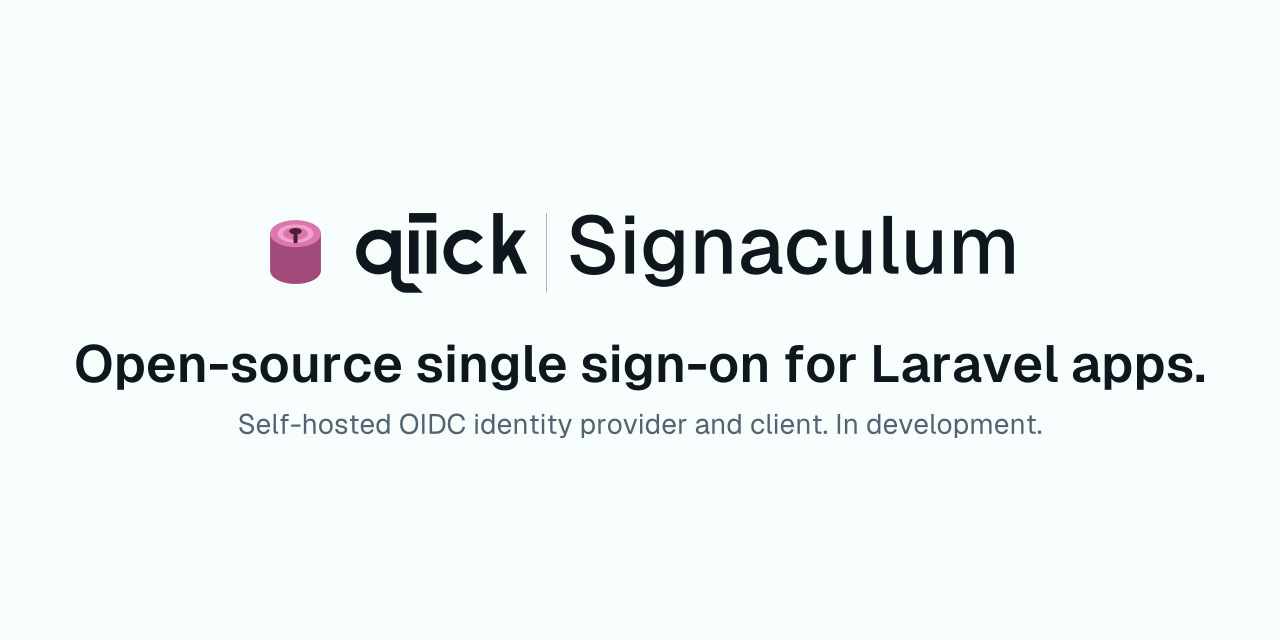 qiick Signaculum
Open-source single sign-on for Laravel apps.
Self-hosted OIDC identity provider and client. In development.